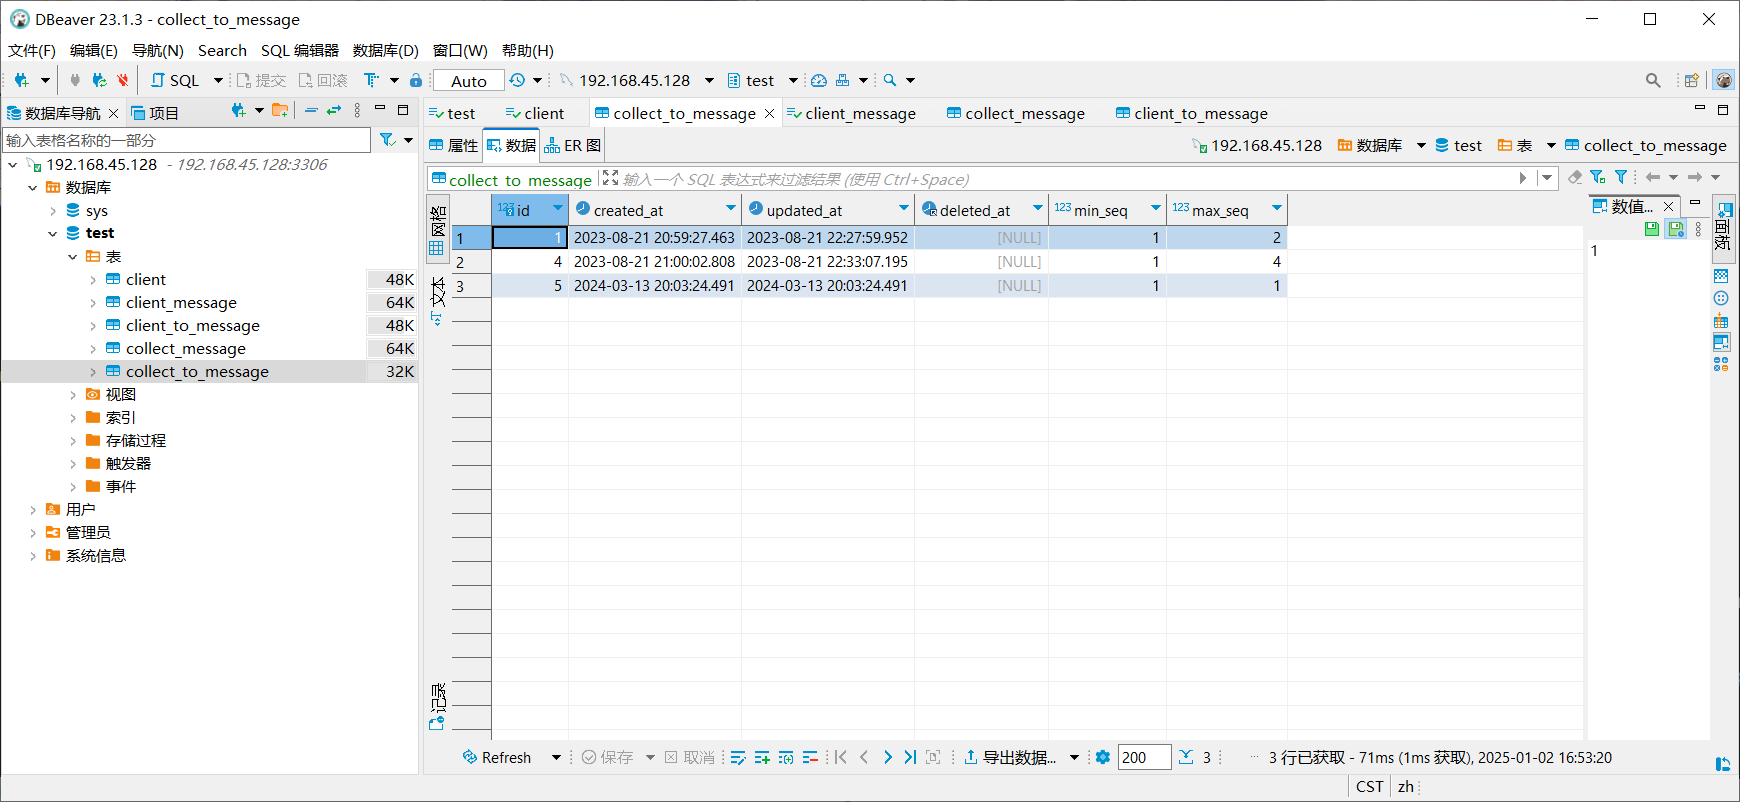 DBeaver 23.1.3 - collect_to_message
文件(F) 编辑(E) 导航(N) Search SQL 编辑器 数据库(D) 窗口(W) 帮助(H)
SQL 提交 回滚 Auto 192.168.45.128 test
数据库导航 项目
test client collect_to_message client_message collect_message client_to_message
输入表格名称的一部分
属性 数据 ER 图 192.168.45.128 数据库 test 表 collect_to_message
192.168.45.128 - 192.168.45.128:3306
数据库
sys
test
表
client 48K
client_message 64K
client_to_message 48K
collect_message 64K
collect_to_message 32K
视图
索引
存储过程
触发器
事件
用户
管理员
系统信息
collect_to_message 输入一个 SQL 表达式来过滤结果 (使用 Ctrl+Space)
网格
文本
记录
123 id created_at updated_at deleted_at 123 min_seq 123 max_seq
1 1 2023-08-21 20:59:27.463 2023-08-21 22:27:59.952 [NULL] 1 2
2 4 2023-08-21 21:00:02.808 2023-08-21 22:33:07.195 [NULL] 1 4
3 5 2024-03-13 20:03:24.491 2024-03-13 20:03:24.491 [NULL] 1 1
数值...
1
面板
Refresh 保存 取消 导出数据... 200 3 ... 3 行已获取 - 71ms (1ms 获取), 2025-01-02 16:53:20
CST zh